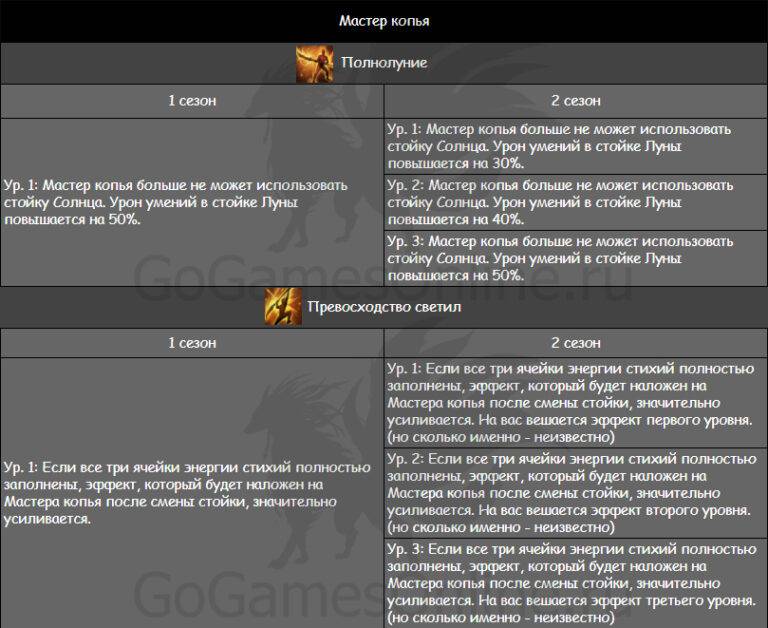 Мастер копья
Полнолуние
1 сезон
2 сезон
Ур. 1: Мастер копья больше не может использовать
стойку Солнца. Урон умений в стойке Луны
повышается на 50%.
Ур. 1: Мастер копья больше не может использовать
стойку Солнца. Урон умений в стойке Луны
повышается на 30%.
Ур. 2: Мастер копья больше не может использовать
стойку Солнца. Урон умений в стойке Луны
повышается на 40%.
Ур. 3: Мастер копья больше не может использовать
стойку Солнца. Урон умений в стойке Луны
повышается на 50%.
GoGamesOnline.ru
Превосходство светил
1 сезон
2 сезон
Ур. 1: Если все три ячейки энергии стихий полностью
заполнены, эффект, который будет наложен на
Мастера копья после смены стойки, значительно
усиливается.
Ур. 1: Если все три ячейки энергии стихий полностью
заполнены, эффект, который будет наложен на
Мастера копья после смены стойки, значительно
усиливается. На вас вешается эффект первого уровня.
(но сколько именно - неизвестно)
Ур. 2: Если все три ячейки энергии стихий полностью
заполнены, эффект, который будет наложен на
Мастера копья после смены стойки, значительно
усиливается. На вас вешается эффект второго уровня.
(но сколько именно - неизвестно)
Ур. 3: Если все три ячейки энергии стихий полностью
заполнены, эффект, который будет наложен на
Мастера копья после смены стойки, значительно
усиливается. На вас вешается эффект третьего уровня.
(но сколько именно - неизвестно)
GoGamesOnline.ru